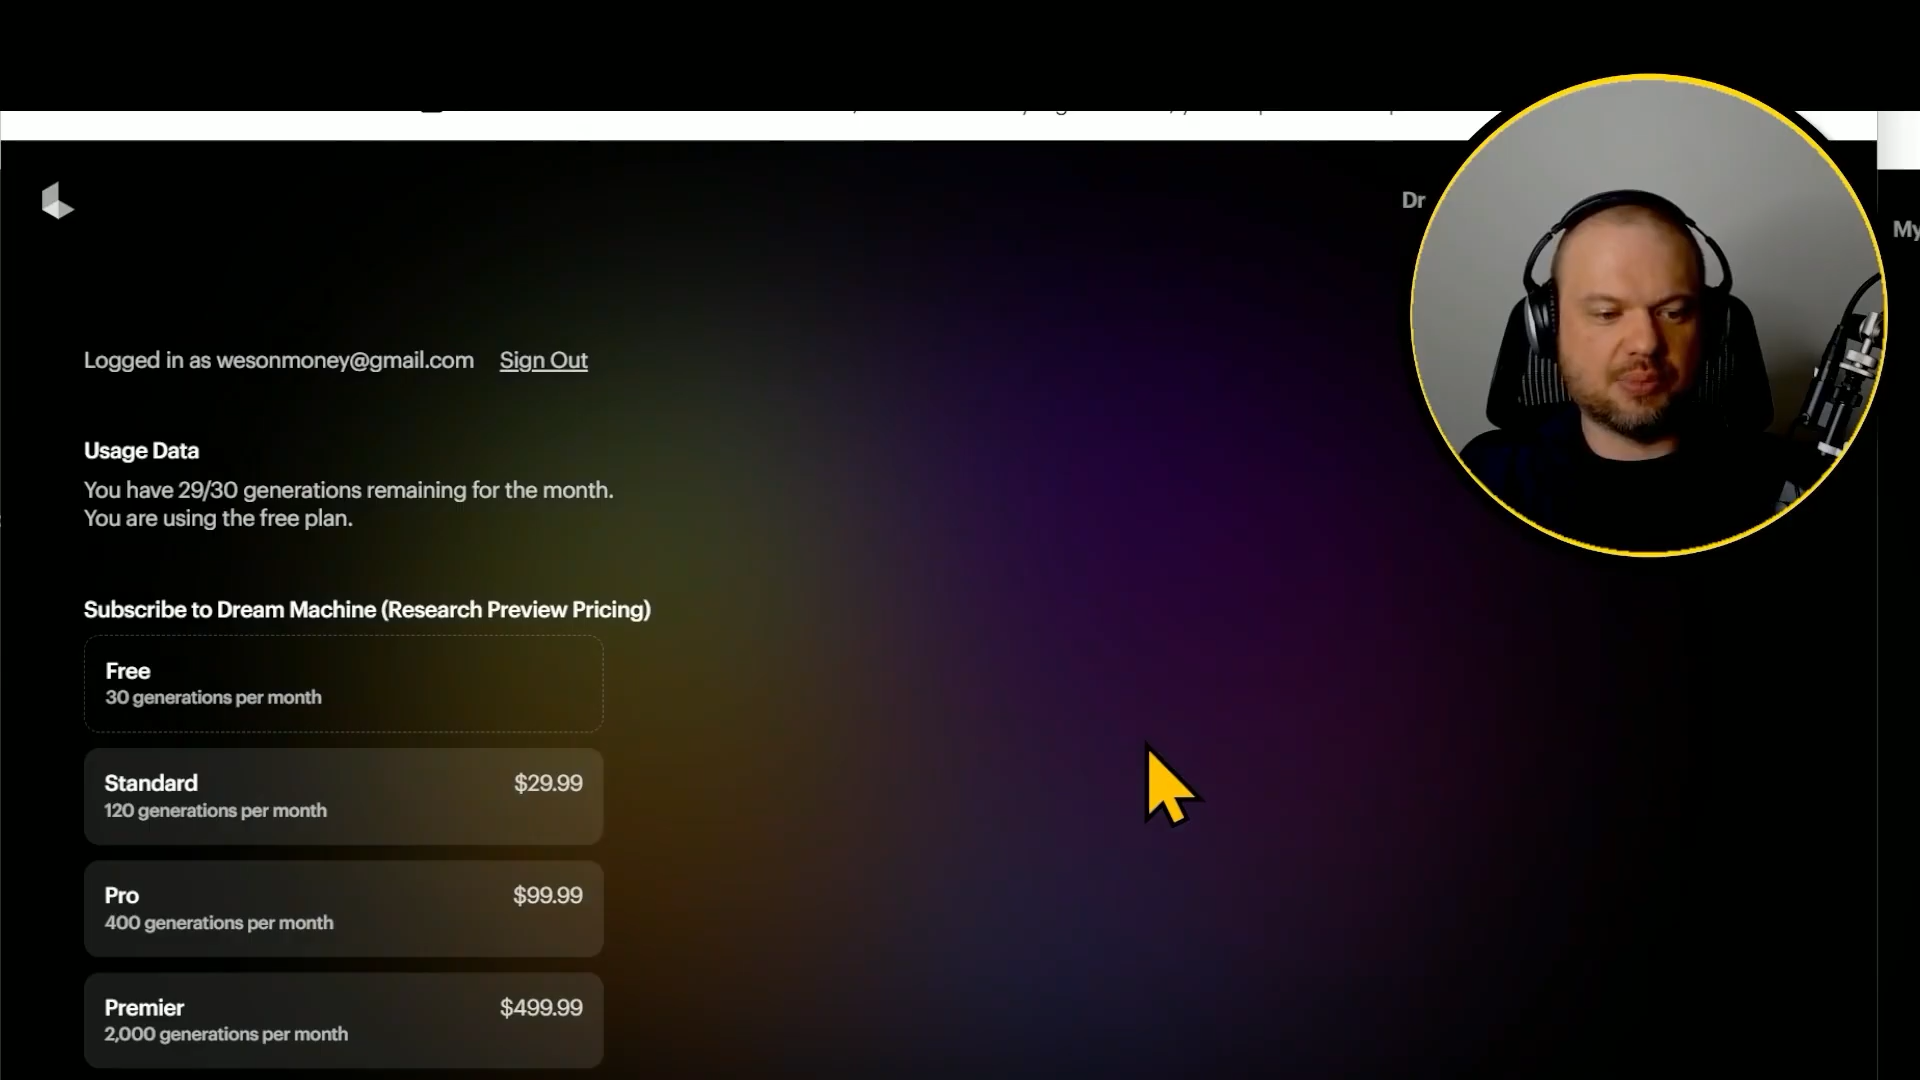 Dr
My
Logged in as wesonmoney@gmail.com Sign Out
Usage Data
You have 29/30 generations remaining for the month.
You are using the free plan.
Subscribe to Dream Machine (Research Preview Pricing)
Free
30 generations per month
Standard $29.99
120 generations per month
Pro $99.99
400 generations per month
Premier $499.99
2,000 generations per month